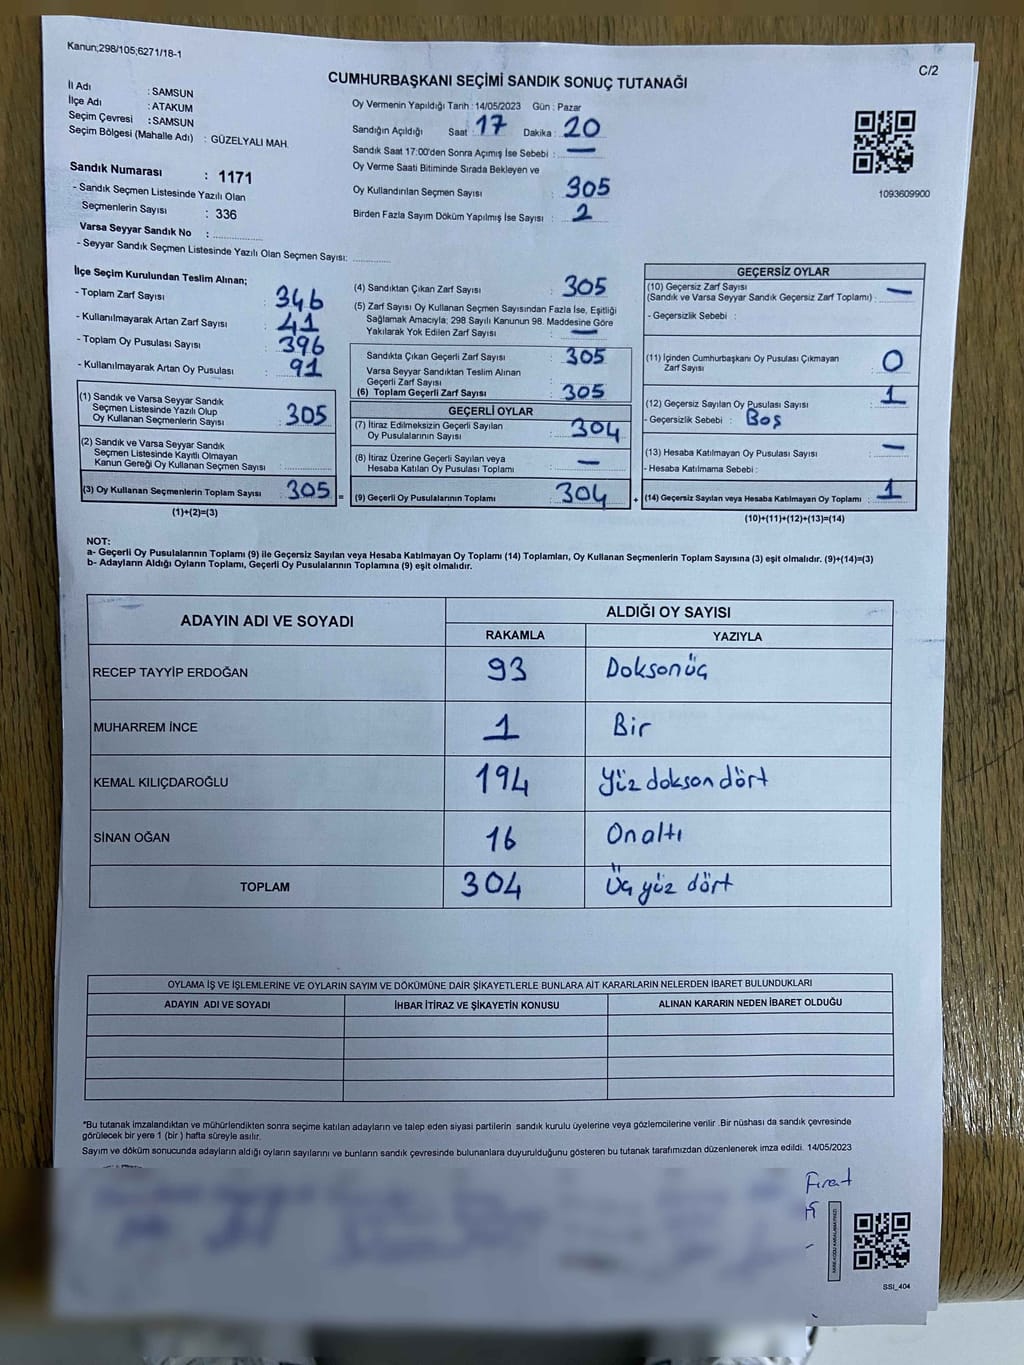 Kanun;298/105;6271/18-1
C/2
CUMHURBAŞKANI SEÇİMİ SANDIK SONUÇ TUTANAĞI
İl Adı : SAMSUN
İlçe Adı : ATAKUM
Seçim Çevresi : SAMSUN
Seçim Bölgesi (Mahalle Adı) : GÜZELYALI MAH.
Sandık Numarası : 1171
- Sandık Seçmen Listesinde Yazılı Olan
Seçmenlerin Sayısı : 336
Varsa Seyyar Sandık No :
- Seyyar Sandık Seçmen Listesinde Yazılı Olan Seçmen Sayısı:
Oy Vermenin Yapıldığı Tarih : 14/05/2023 Gün : Pazar
Sandığın Açıldığı Saat : 17 Dakika : 20
Sandık Saat 17:00'den Sonra Açımış İse Sebebi : —
Oy Verme Saati Bitiminde Sırada Bekleyen ve
Oy Kullandırılan Seçmen Sayısı : 305
Birden Fazla Sayım Döküm Yapılmış İse Sayısı : 2
1093609900
İlçe Seçim Kurulundan Teslim Alınan;
- Toplam Zarf Sayısı : 346
- Kullanılmayarak Artan Zarf Sayısı : 41
- Toplam Oy Pusulası Sayısı : 396
- Kullanılmayarak Artan Oy Pusulası : 91
(1) Sandık ve Varsa Seyyar Sandık
Seçmen Listesinde Yazılı Olup
Oy Kullanan Seçmenlerin Sayısı : 305
(2) Sandık ve Varsa Seyyar Sandık
Seçmen Listesinde Kayıtlı Olmayan
Kanun Gereği Oy Kullanan Seçmen Sayısı :
(3) Oy Kullanan Seçmenlerin Toplam Sayısı : 305 =
(1)+(2)=(3)
(4) Sandıktan Çıkan Zarf Sayısı : 305
(5) Zarf Sayısı Oy Kullanan Seçmen Sayısından Fazla İse, Eşitliği
Sağlamak Amacıyla; 298 Sayılı Kanunun 98. Maddesine Göre
Yakılarak Yok Edilen Zarf Sayısı : —
Sandıkta Çıkan Geçerli Zarf Sayısı : 305
Varsa Seyyar Sandıktan Teslim Alınan
Geçerli Zarf Sayısı
(6) Toplam Geçerli Zarf Sayısı : 305
GEÇERLİ OYLAR
(7) İtiraz Edilmeksizin Geçerli Sayılan
Oy Pusulalarının Sayısı : 304
(8) İtiraz Üzerine Geçerli Sayılan veya
Hesaba Katılan Oy Pusulası Toplamı : —
(9) Geçerli Oy Pusulalarının Toplamı : 304 +
GEÇERSİZ OYLAR
(10) Geçersiz Zarf Sayısı
(Sandık ve Varsa Seyyar Sandık Geçersiz Zarf Toplamı) : —
- Geçersizlik Sebebi :
(11) İçinden Cumhurbaşkanı Oy Pusulası Çıkmayan
Zarf Sayısı : 0
(12) Geçersiz Sayılan Oy Pusulası Sayısı : 1
- Geçersizlik Sebebi : Boş
(13) Hesaba Katılmayan Oy Pusulası Sayısı : —
- Hesaba Katılmama Sebebi :
(14) Geçersiz Sayılan veya Hesaba Katılmayan Oy Toplamı : 1
(10)+(11)+(12)+(13)=(14)
NOT:
a- Geçerli Oy Pusulalarının Toplamı (9) ile Geçersiz Sayılan veya Hesaba Katılmayan Oy Toplamı (14) Toplamları, Oy Kullanan Seçmenlerin Toplam Sayısına (3) eşit olmalıdır. (9)+(14)=(3)
b- Adayların Aldığı Oyların Toplamı, Geçerli Oy Pusulalarının Toplamına (9) eşit olmalıdır.
ADAYIN ADI VE SOYADI
ALDIĞI OY SAYISI
RAKAMLA YAZIYLA
RECEP TAYYİP ERDOĞAN 93 Doksanüç
MUHARREM İNCE 1 Bir
KEMAL KILIÇDAROĞLU 194 Yüz doksan dört
SİNAN OĞAN 16 Onaltı
TOPLAM 304 Üç yüz dört
OYLAMA İŞ VE İŞLEMLERİNE VE OYLARIN SAYIM VE DÖKÜMÜNE DAİR ŞİKAYETLERLE BUNLARA AİT KARARLARIN NELERDEN İBARET BULUNDUKLARI
ADAYIN ADI VE SOYADI İHBAR İTİRAZ VE ŞİKAYETİN KONUSU ALINAN KARARIN NEDEN İBARET OLDUĞU
*Bu tutanak imzalandıktan ve mühürlendikten sonra seçime katılan adayların ve talep eden siyasi partilerin sandık kurulu üyelerine veya gözlemcilerine verilir .Bir nüshası da sandık çevresinde
görülecek bir yere 1 (bir ) hafta süreyle asılır.
Sayım ve döküm sonucunda adayların aldığı oyların sayılarını ve bunların sandık çevresinde bulunanlara duyurulduğunu gösteren bu tutanak tarafımızdan düzenlenerek imza edildi. 14/05/2023
Fırat
SSI_404